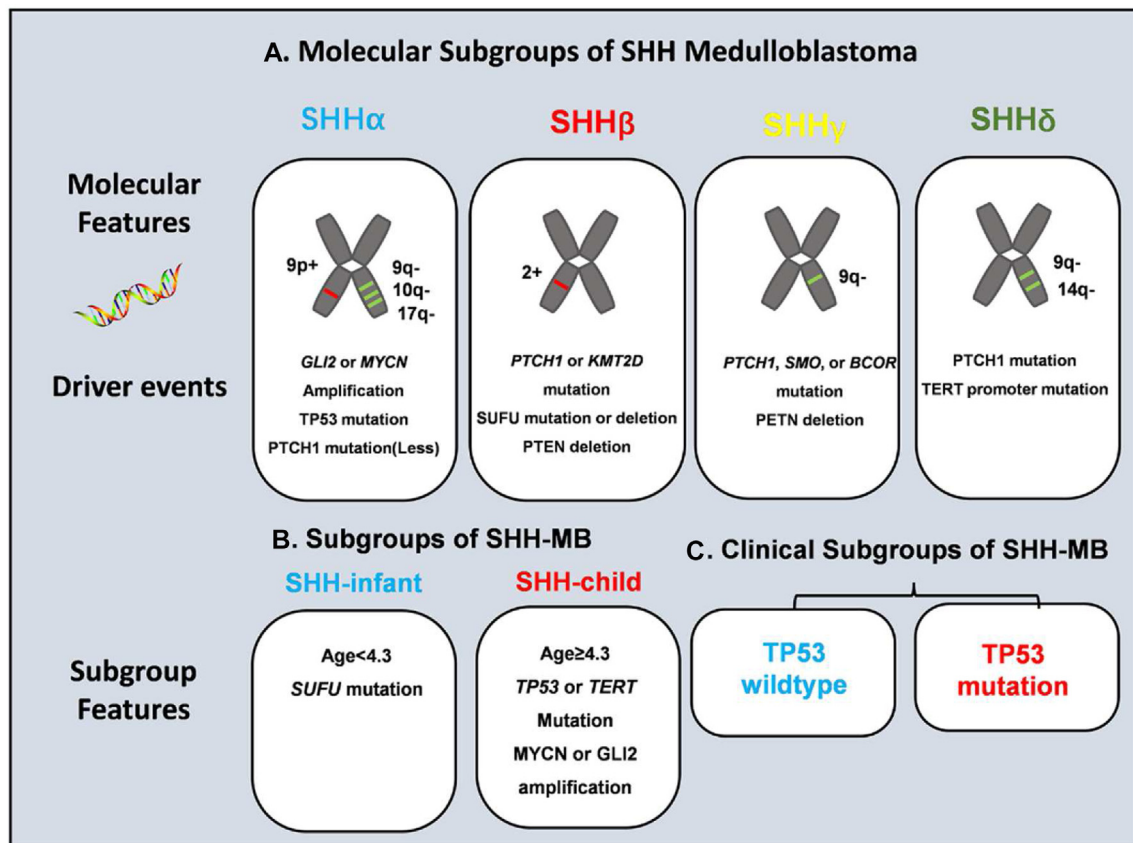 A. Molecular Subgroups of SHH Medulloblastoma
SHHα
SHHβ
SHHγ
SHHδ
Molecular
Features
9p+
9q-
10q-
17q-
2+
9q-
9q-
14q-
Driver events
GLI2 or MYCN
Amplification
TP53 mutation
PTCH1 mutation(Less)
PTCH1 or KMT2D
mutation
SUFU mutation or deletion
PTEN deletion
PTCH1, SMO, or BCOR
mutation
PETN deletion
PTCH1 mutation
TERT promoter mutation
B. Subgroups of SHH-MB
SHH-infant
SHH-child
Subgroup
Features
Age<4.3
SUFU mutation
Age≥4.3
TP53 or TERT
Mutation
MYCN or GLI2
amplification
C. Clinical Subgroups of SHH-MB
TP53
wildtype
TP53
mutation